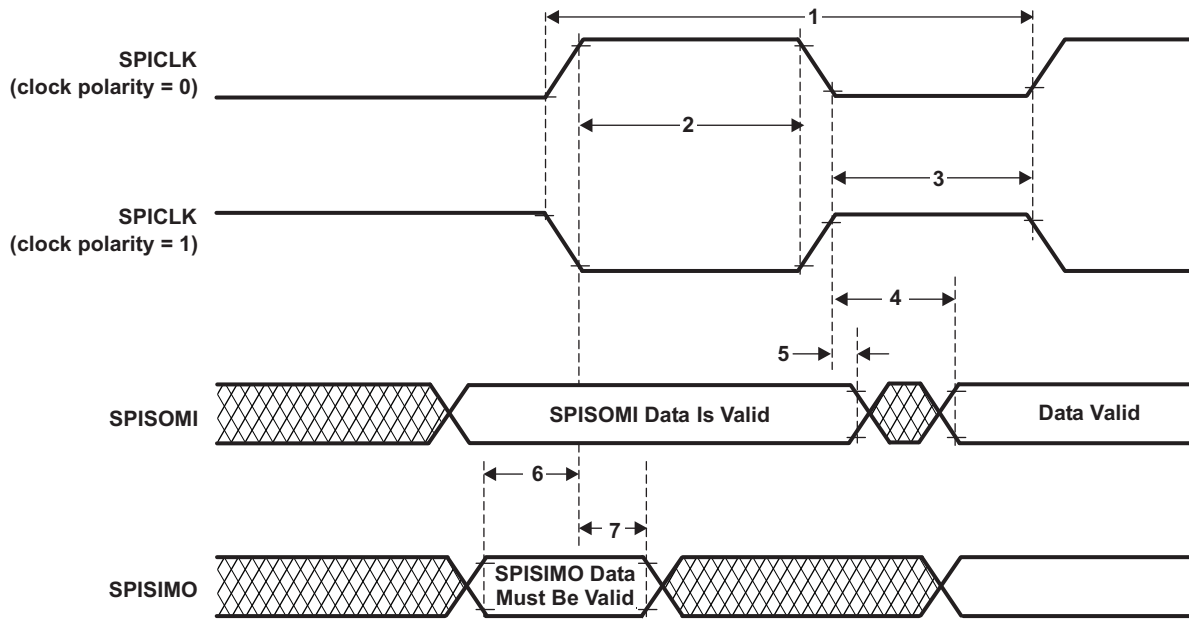 1
SPICLK
(clock polarity = 0)
2
3
SPICLK
(clock polarity = 1)
4
5
SPISOMI
SPISOMI Data Is Valid
Data Valid
6
7
SPISIMO
SPISIMO Data
Must Be Valid